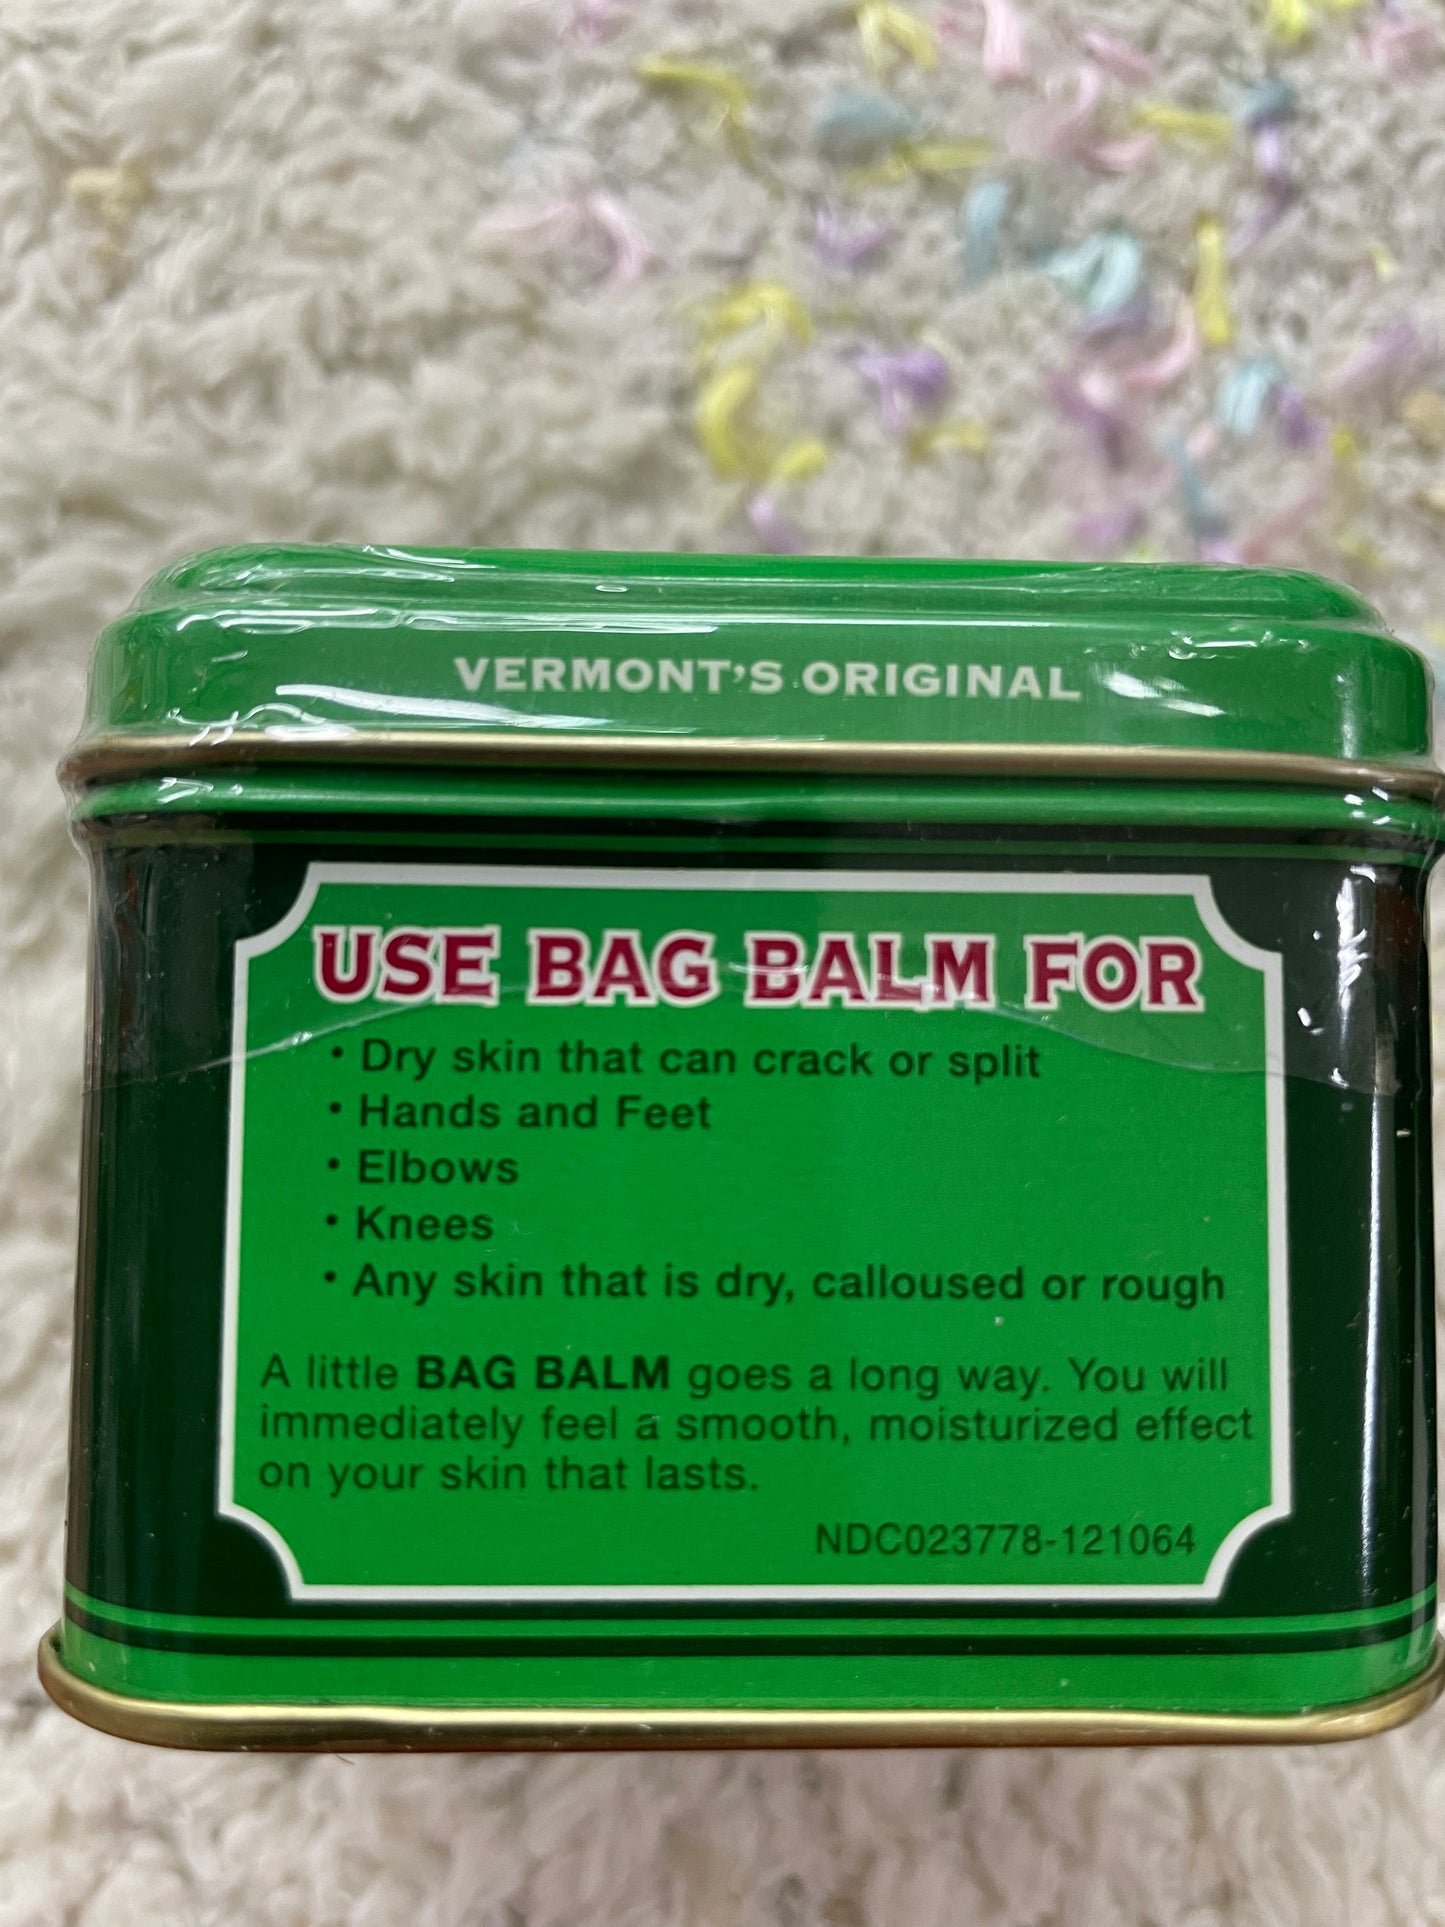 VERMONT'S ORIGINAL
USE BAG BALM FOR
• Dry skin that can crack or split
• Hands and Feet
• Elbows
• Knees
• Any skin that is dry, calloused or rough
A little BAG BALM goes a long way. You will
immediately feel a smooth, moisturized effect
on your skin that lasts.
NDC023778-121064